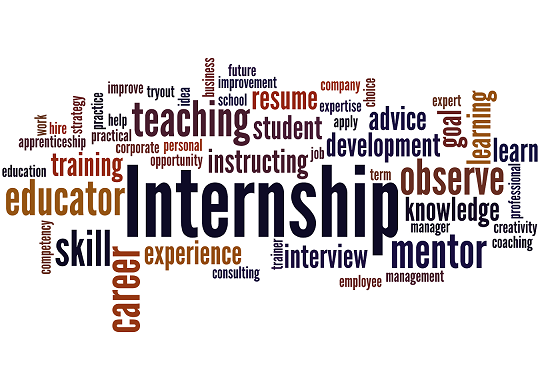 business
future
improve
tryout
idea
improvement
company
choice
work
hire
strategy
practice
help
practical
teaching
school
resume
expertise
apply
advice
expert
goal
learning
apprenticeship
corporate
personal
student
development
learn
education
training
opportunity
instructing
job
term
observe
professional
educator
Internship
knowledge
competency
skill
career
experience
consulting
trainer
interview
manager
mentor
creativity
coaching
employee
management